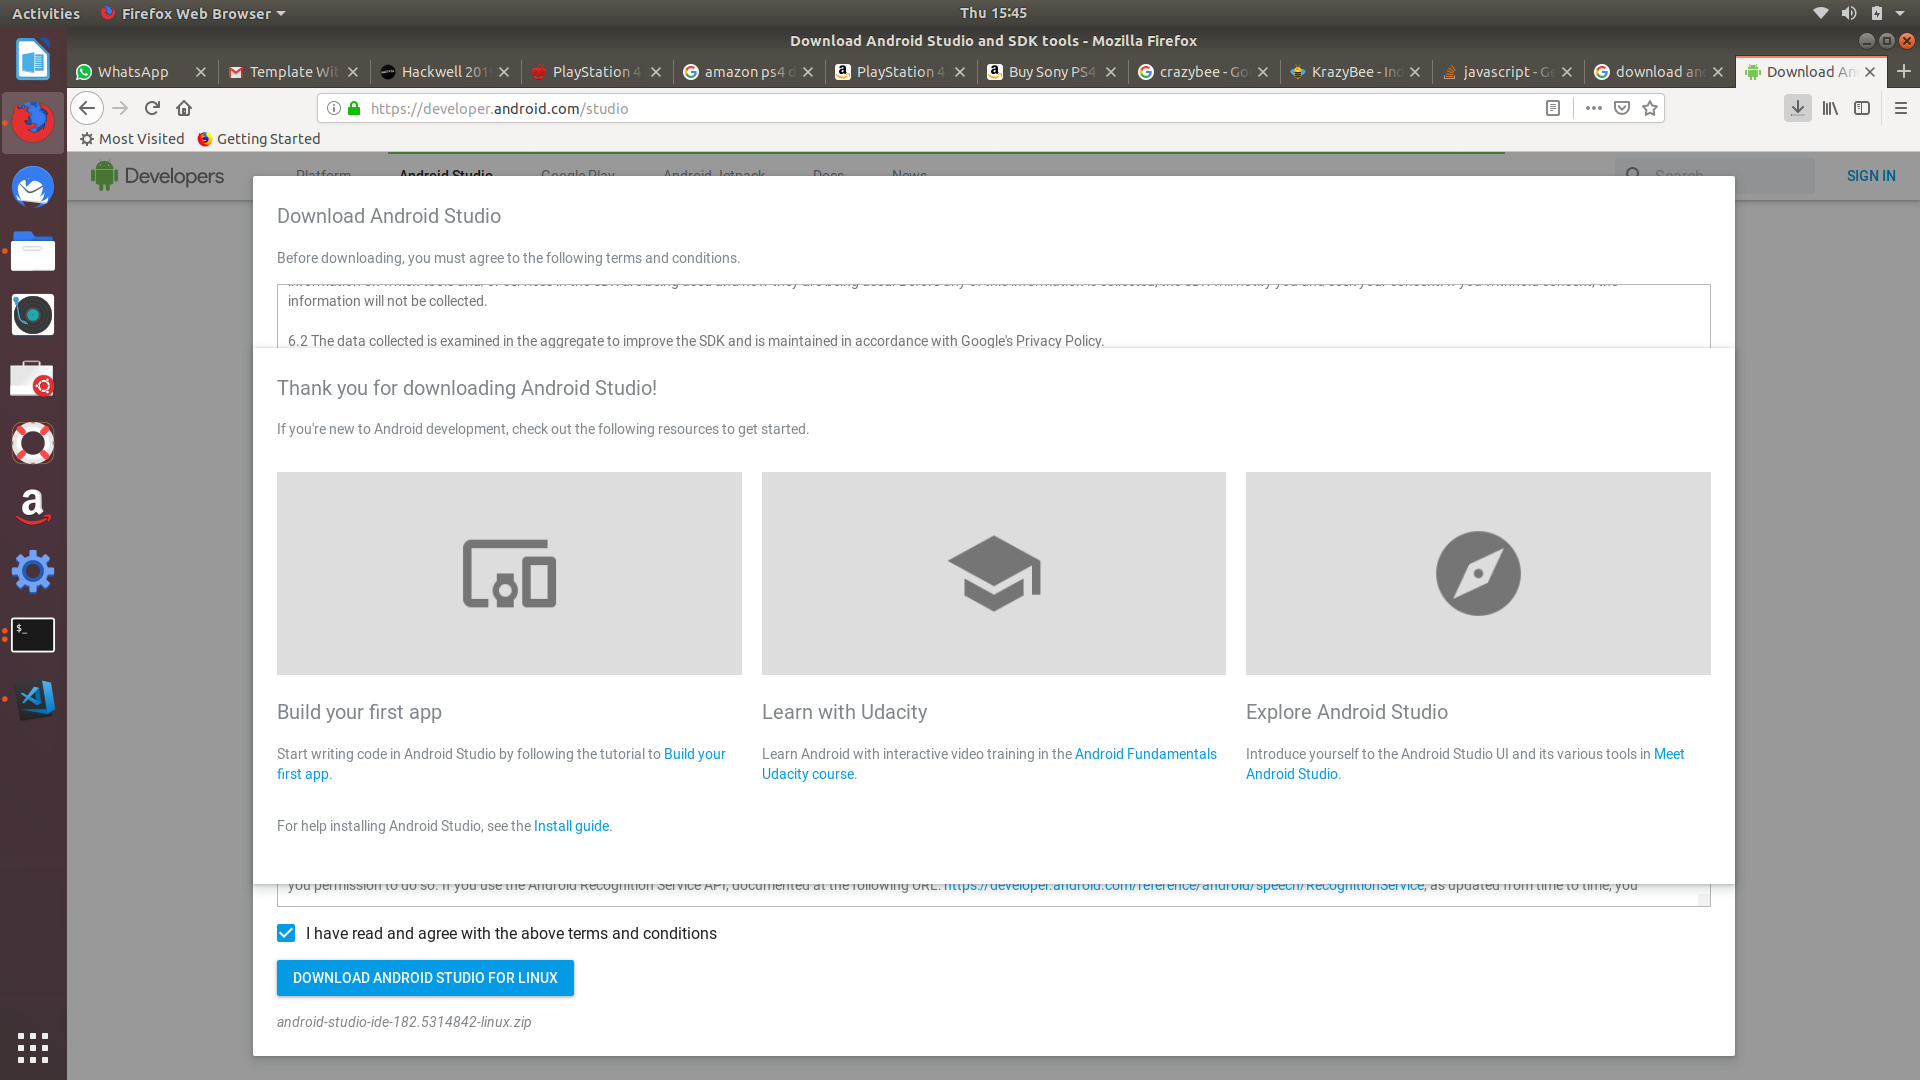 Activities
Firefox Web Browser
Thu 15:45
Download Android Studio and SDK tools - Mozilla Firefox
WhatsApp
Template Wit
Hackwell 201
PlayStation 4
amazon ps4 d
PlayStation 4
Buy Sony PS4
crazybee - Go
KrazyBee - Ind
javascript - Ge
download an
Download An
https://developer.android.com/studio
Most Visited
Getting Started
Developers
Platform
Android Studio
Google Play
Android Jetpack
Docs
News
Search
SIGN IN
Download Android Studio
Before downloading, you must agree to the following terms and conditions.
information will not be collected.
6.2 The data collected is examined in the aggregate to improve the SDK and is maintained in accordance with Google's Privacy Policy.
Thank you for downloading Android Studio!
If you're new to Android development, check out the following resources to get started.
Build your first app
Start writing code in Android Studio by following the tutorial to Build your
first app.
Learn with Udacity
Learn Android with interactive video training in the Android Fundamentals
Udacity course.
Explore Android Studio
Introduce yourself to the Android Studio UI and its various tools in Meet
Android Studio.
For help installing Android Studio, see the Install guide.
you permission to do so. If you use the Android Recognition Service API, documented at the following URL: https://developer.android.com/reference/android/speech/RecognitionService, as updated from time to time, you
I have read and agree with the above terms and conditions
DOWNLOAD ANDROID STUDIO FOR LINUX
android-studio-ide-182.5314842-linux.zip